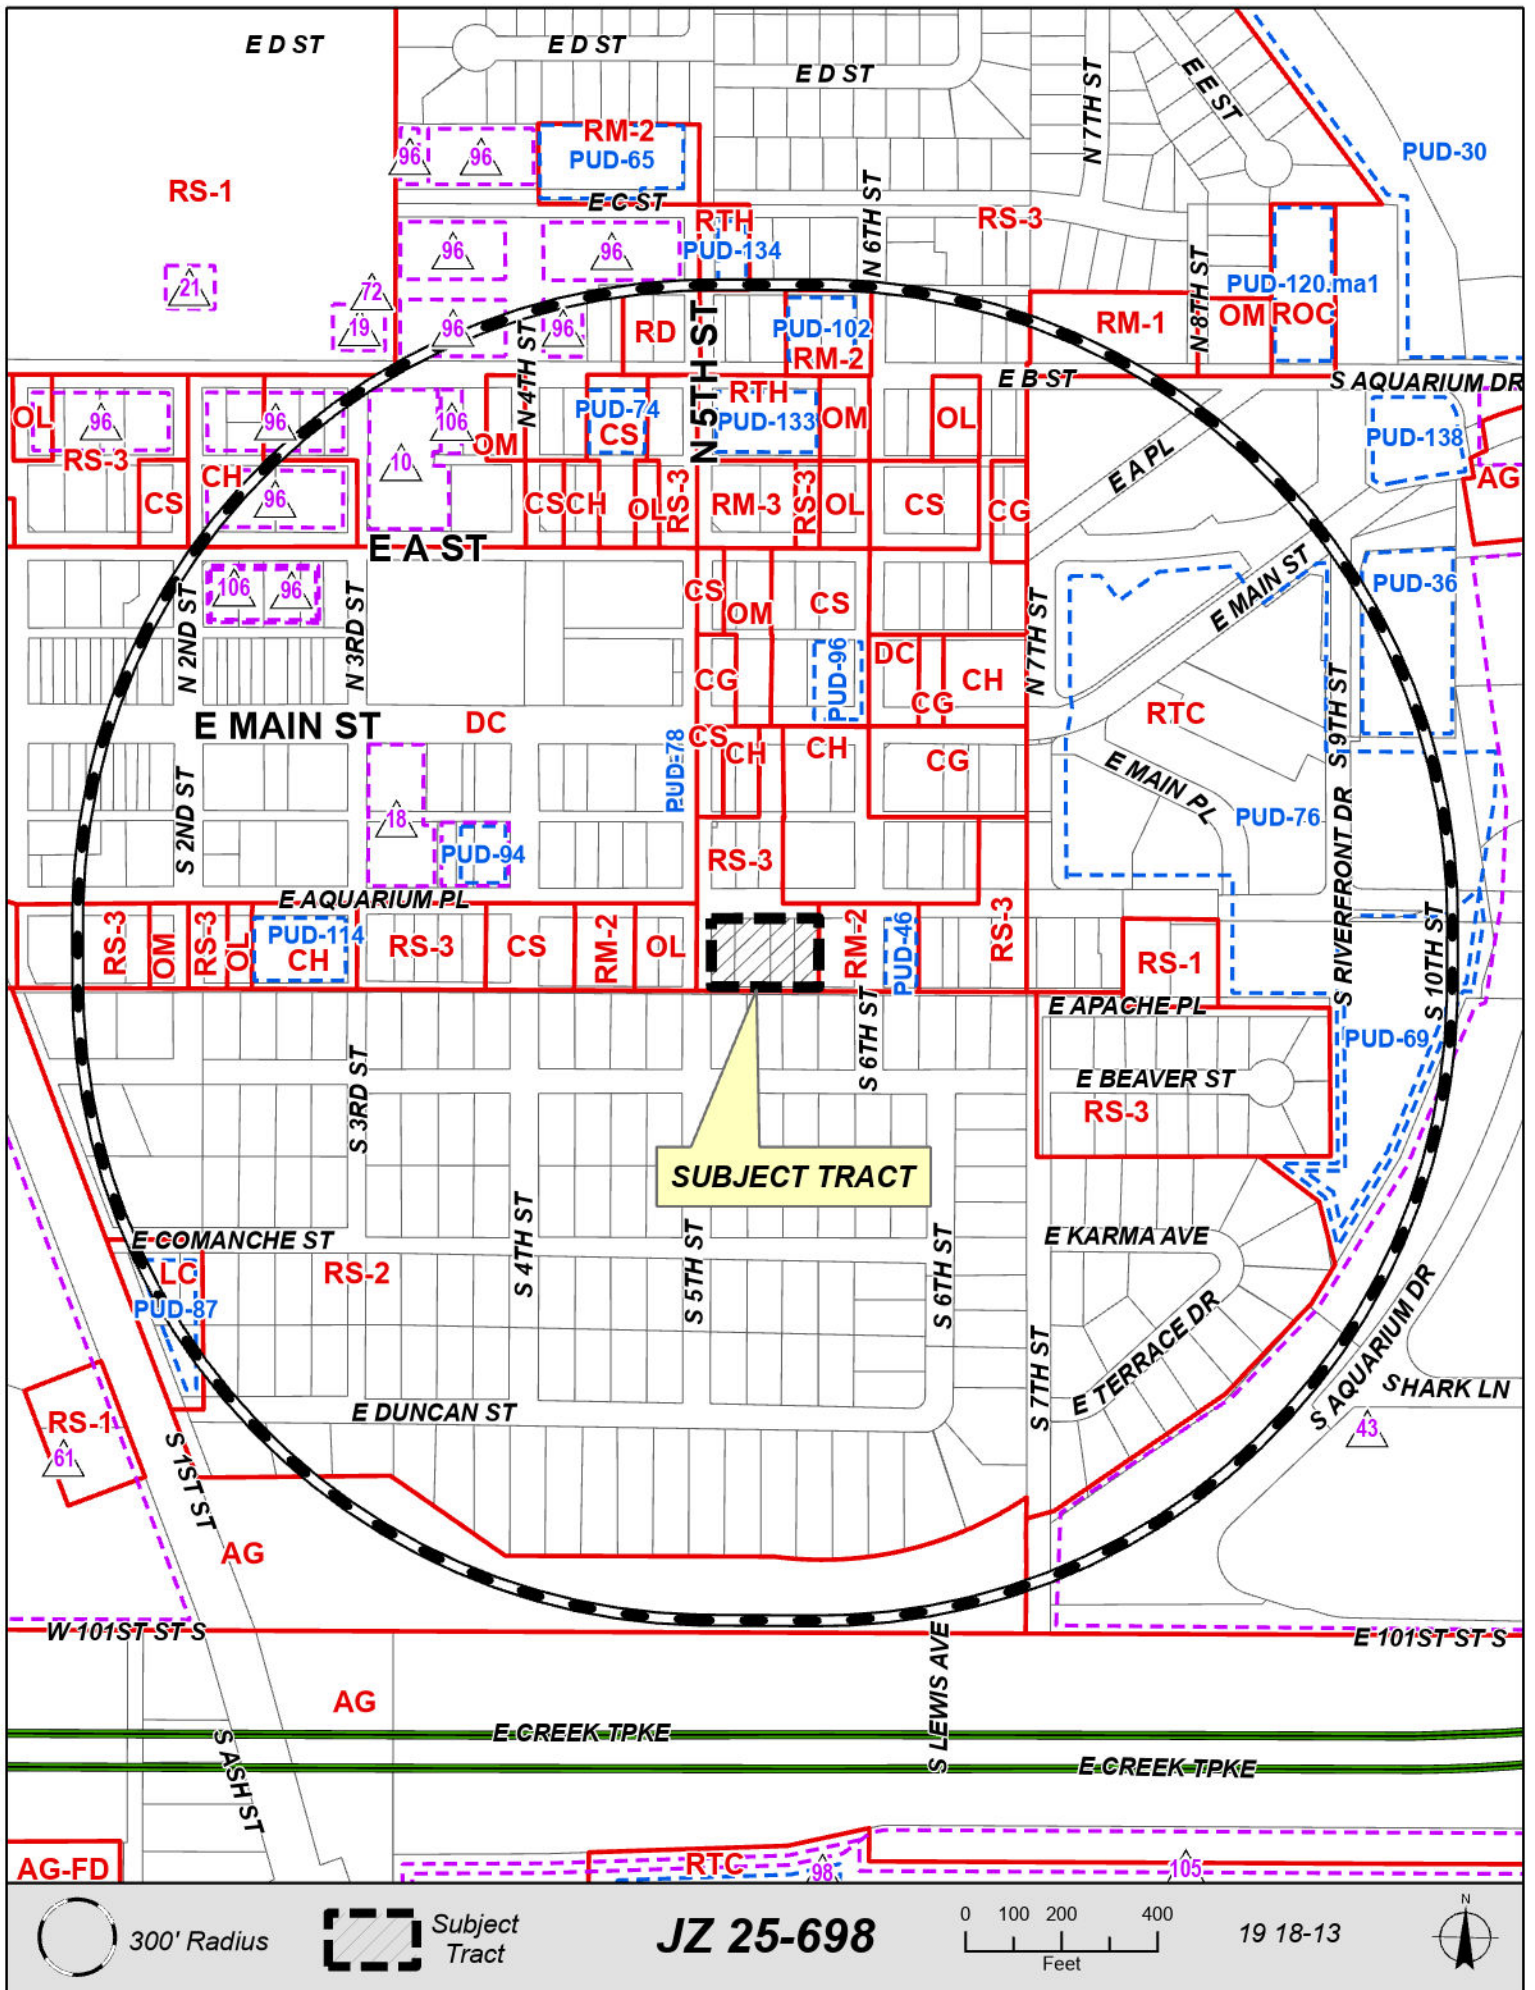 E D ST
E D ST
E D ST
N 7TH ST
E E ST
PUD-30
RM-2
PUD-65
96
96
RS-1
E C ST
N 6TH ST
RS-3
RTH
PUD-134
96
96
21
72
19
96
96
N 8TH ST
PUD-120.ma1
RD
PUD-102
RM-2
RM-1
OM
ROC
N 4TH ST
N 5TH ST
E B ST
S AQUARIUM DR
OL
96
RS-3
96
CH
106
10
OM
PUD-74
CS
RTH
PUD-133
OM
OL
PUD-138
AG
CS
96
CS
CH
OL
RS-3
RM-3
RS-3
OL
CS
CG
E A PL
E A ST
106
96
N 2ND ST
N 3RD ST
CS
OM
CS
N 7TH ST
E MAIN ST
PUD-36
CG
PUD-96
DC
CG
CH
RTC
S 9TH ST
E MAIN ST
DC
PUD-78
CS
CH
CH
CG
E MAIN PL
S 2ND ST
18
PUD-94
RS-3
PUD-76
S RIVERFRONT DR
E AQUARIUM PL
RS-3
OM
RS-3
OL
PUD-114
CH
RS-3
CS
RM-2
OL
RM-2
PUD-46
RS-3
RS-1
S 10TH ST
E APACHE PL
S 6TH ST
PUD-69
S 3RD ST
E BEAVER ST
RS-3
SUBJECT TRACT
E COMANCHE ST
S 4TH ST
S 5TH ST
S 6TH ST
E KARMA AVE
LC
PUD-87
RS-2
E TERRACE DR
S AQUARIUM DR
S 7TH ST
SHARK LN
RS-1
61
E DUNCAN ST
43
S 1ST ST
AG
W 101ST ST S
E 101ST ST S
AG
S LEWIS AVE
E CREEK TPKE
E CREEK TPKE
S ASH ST
AG-FD
RTC
98
105
300' Radius
Subject
Tract
JZ 25-698
0 100 200 400
Feet
19 18-13
N